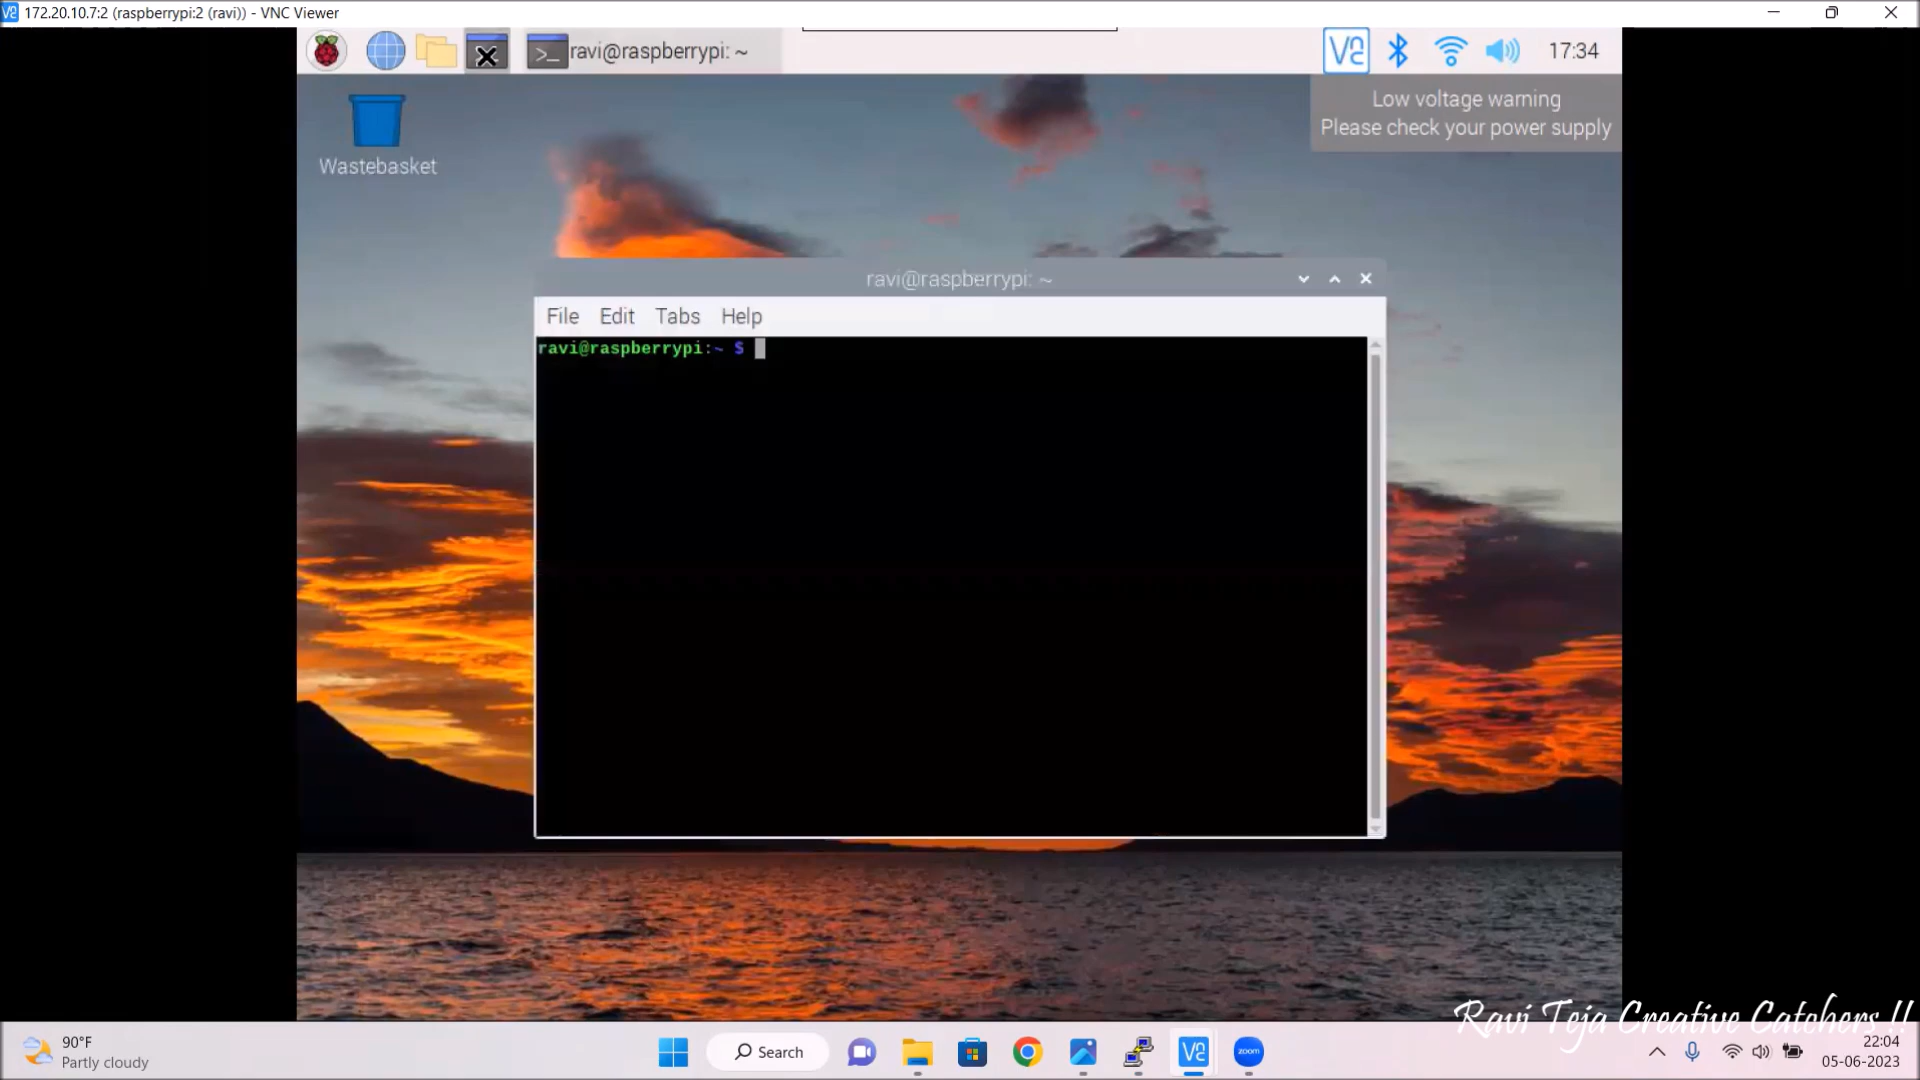 172.20.10.7:2 (raspberrypi:2 (ravi)) - VNC Viewer
ravi@raspberrypi: ~
17:34
Low voltage warning
Please check your power supply
Wastebasket
ravi@raspberrypi: ~
File Edit Tabs Help
ravi@raspberrypi:~ $
Ravi Teja Creative Catchers !!
90°F
Partly cloudy
Search
zoom
22:04
05-06-2023